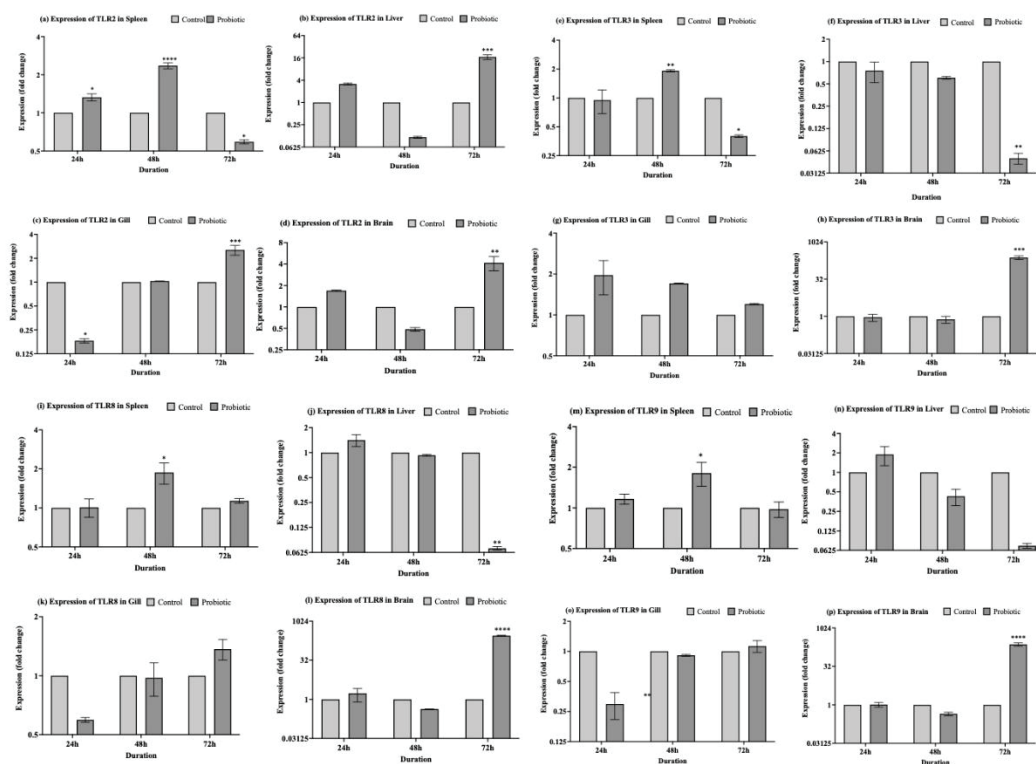 (a) Expression of TLR2 in Spleen
Control
Probiotic
Expression (fold change)
4
2
1
0.5
*
****
*
24h
48h
72h
Duration
(b) Expression of TLR2 in Liver
Control
Probiotic
Expression (fold change)
64
16
4
1
0.25
0.0625
***
24h
48h
72h
Duration
(e) Expression of TLR3 in Spleen
Control
Probiotic
Expression (fold change)
4
2
1
0.5
0.25
**
*
24h
48h
72h
Duration
(f) Expression of TLR3 in Liver
Control
Probiotic
Expression (fold change)
2
1
0.5
0.25
0.125
0.0625
0.03125
**
24h
48h
72h
Duration
(c) Expression of TLR2 in Gill
Control
Probiotic
Expression (fold change)
4
2
1
0.5
0.25
0.125
*
***
24h
48h
72h
Duration
(d) Expression of TLR2 in Brain
Control
Probiotic
Expression (fold change)
8
4
2
1
0.5
0.25
**
24h
48h
72h
Duration
(g) Expression of TLR3 in Gill
Control
Probiotic
Expression (fold change)
4
2
1
0.5
24h
48h
72h
Duration
(h) Expression of TLR3 in Brain
Control
Probiotic
Expression (fold change)
1024
32
1
0.03125
***
24h
48h
72h
Duration
(i) Expression of TLR8 in Spleen
Control
Probiotic
Expression (fold change)
4
2
1
0.5
*
24h
48h
72h
Duration
(j) Expression of TLR8 in Liver
Control
Probiotic
Expression (fold change)
2
1
0.5
0.25
0.125
0.0625
**
24h
48h
72h
Duration
(m) Expression of TLR9 in Spleen
Control
Probiotic
Expression (fold change)
4
2
1
0.5
*
24h
48h
72h
Duration
(n) Expression of TLR9 in Liver
Control
Probiotic
Expression (fold change)
4
2
1
0.5
0.25
0.125
0.0625
24h
48h
72h
Duration
(k) Expression of TLR8 in Gill
Control
Probiotic
Expression (fold change)
2
1
0.5
24h
48h
72h
Duration
(l) Expression of TLR8 in Brain
Control
Probiotic
Expression (fold change)
1024
32
1
0.03125
****
24h
48h
72h
Duration
(o) Expression of TLR9 in Gill
Control
Probiotic
Expression (fold change)
2
1
0.5
0.25
0.125
**
24h
48h
72h
Duration
(p) Expression of TLR9 in Brain
Control
Probiotic
Expression (fold change)
1024
32
1
0.03125
****
24h
48h
72h
Duration